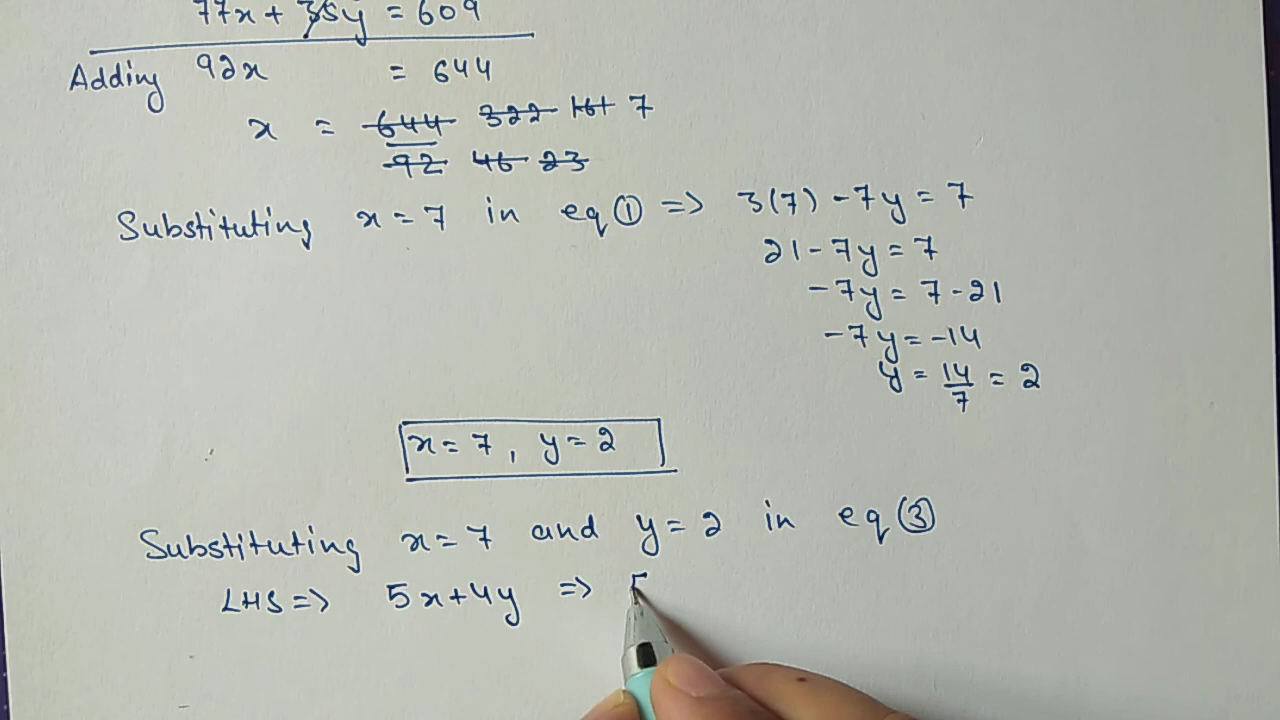 77x + 35y = 609
Adding 92x = 644
x = 644 322 161 7
92 46 23
Substituting x = 7 in eq ① => 3(7) - 7y = 7
21 - 7y = 7
-7y = 7 - 21
-7y = -14
y = 14/7 = 2
x = 7, y = 2
Substituting x = 7 and y = 2 in eq ③
LHS => 5x + 4y => 5